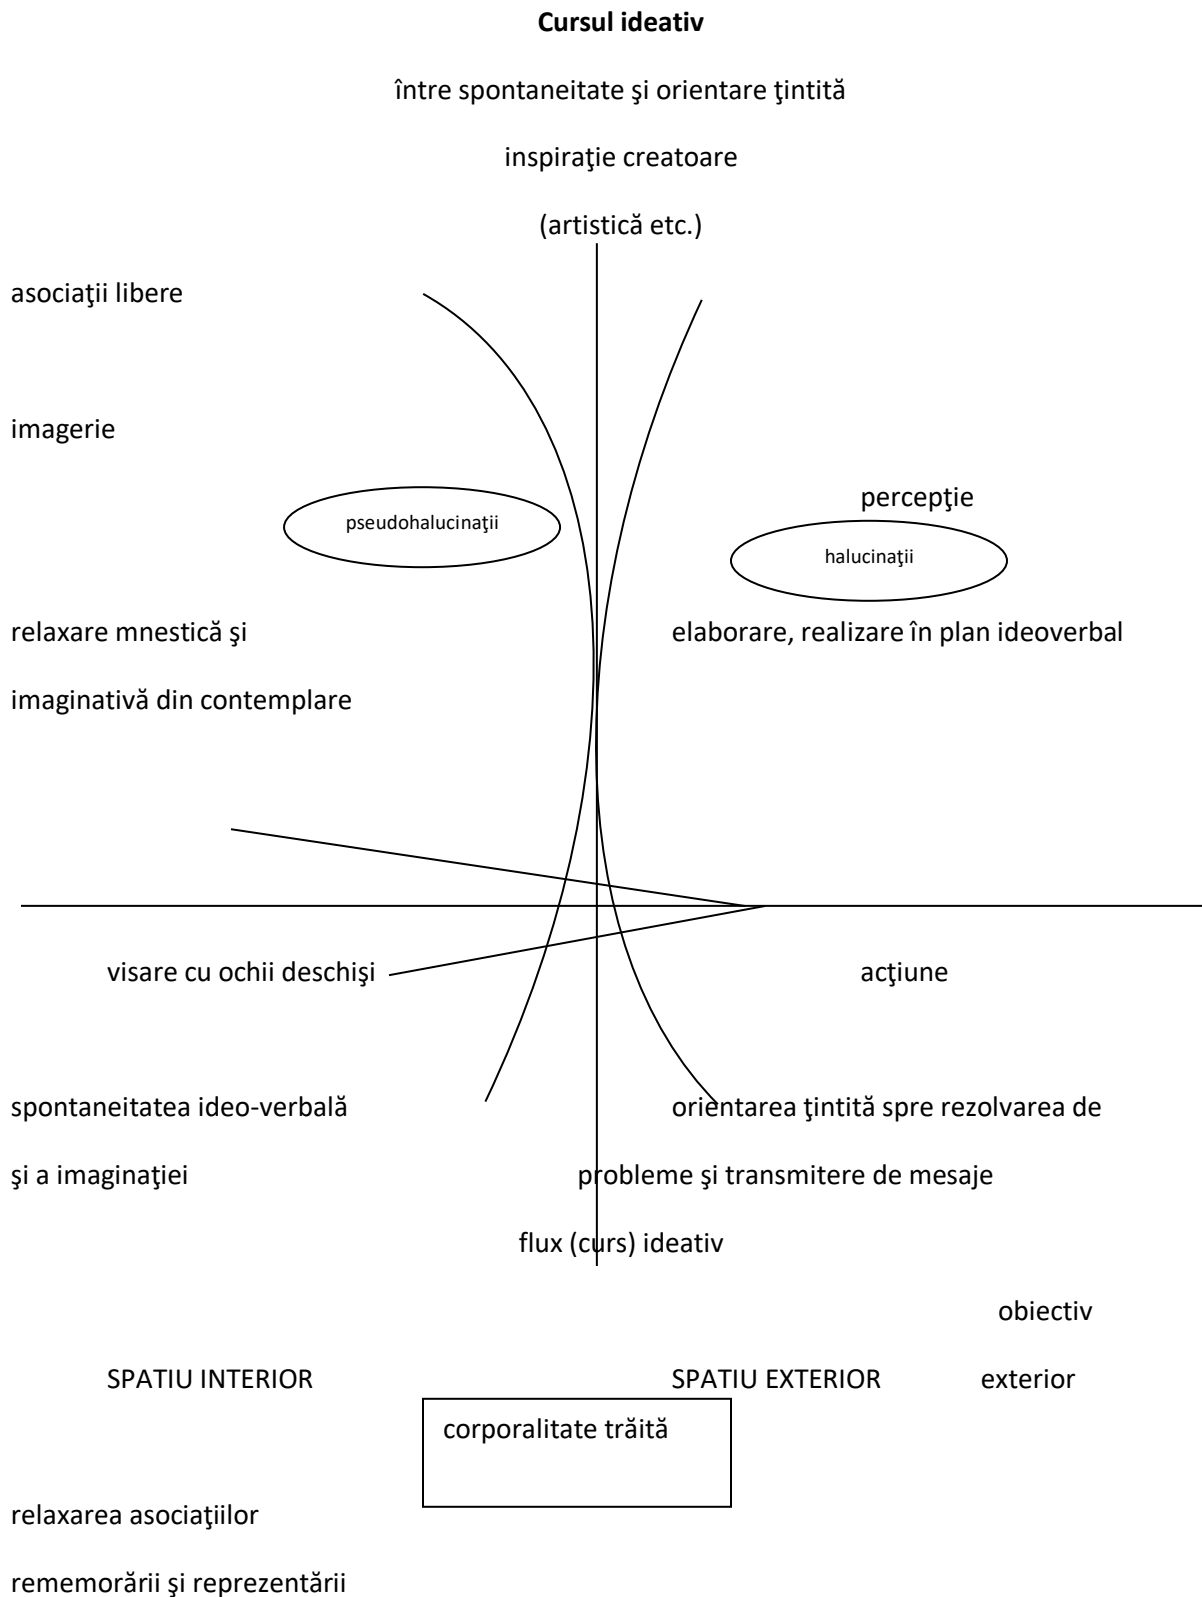 Cursul ideativ
între spontaneitate şi orientare ţintită
inspiraţie creatoare
(artistică etc.)
asociaţii libere
imagerie
percepţie
pseudohalucinaţii
halucinaţii
relaxare mnestică şi
elaborare, realizare în plan ideoverbal
imaginativă din contemplare
visare cu ochii deschişi
acţiune
spontaneitatea ideo-verbală
orientarea ţintită spre rezolvarea de
şi a imaginaţiei
probleme şi transmitere de mesaje
flux (curs) ideativ
obiectiv
SPATIU INTERIOR
SPATIU EXTERIOR
exterior
corporalitate trăită
relaxarea asociaţiilor
rememorării şi reprezentării